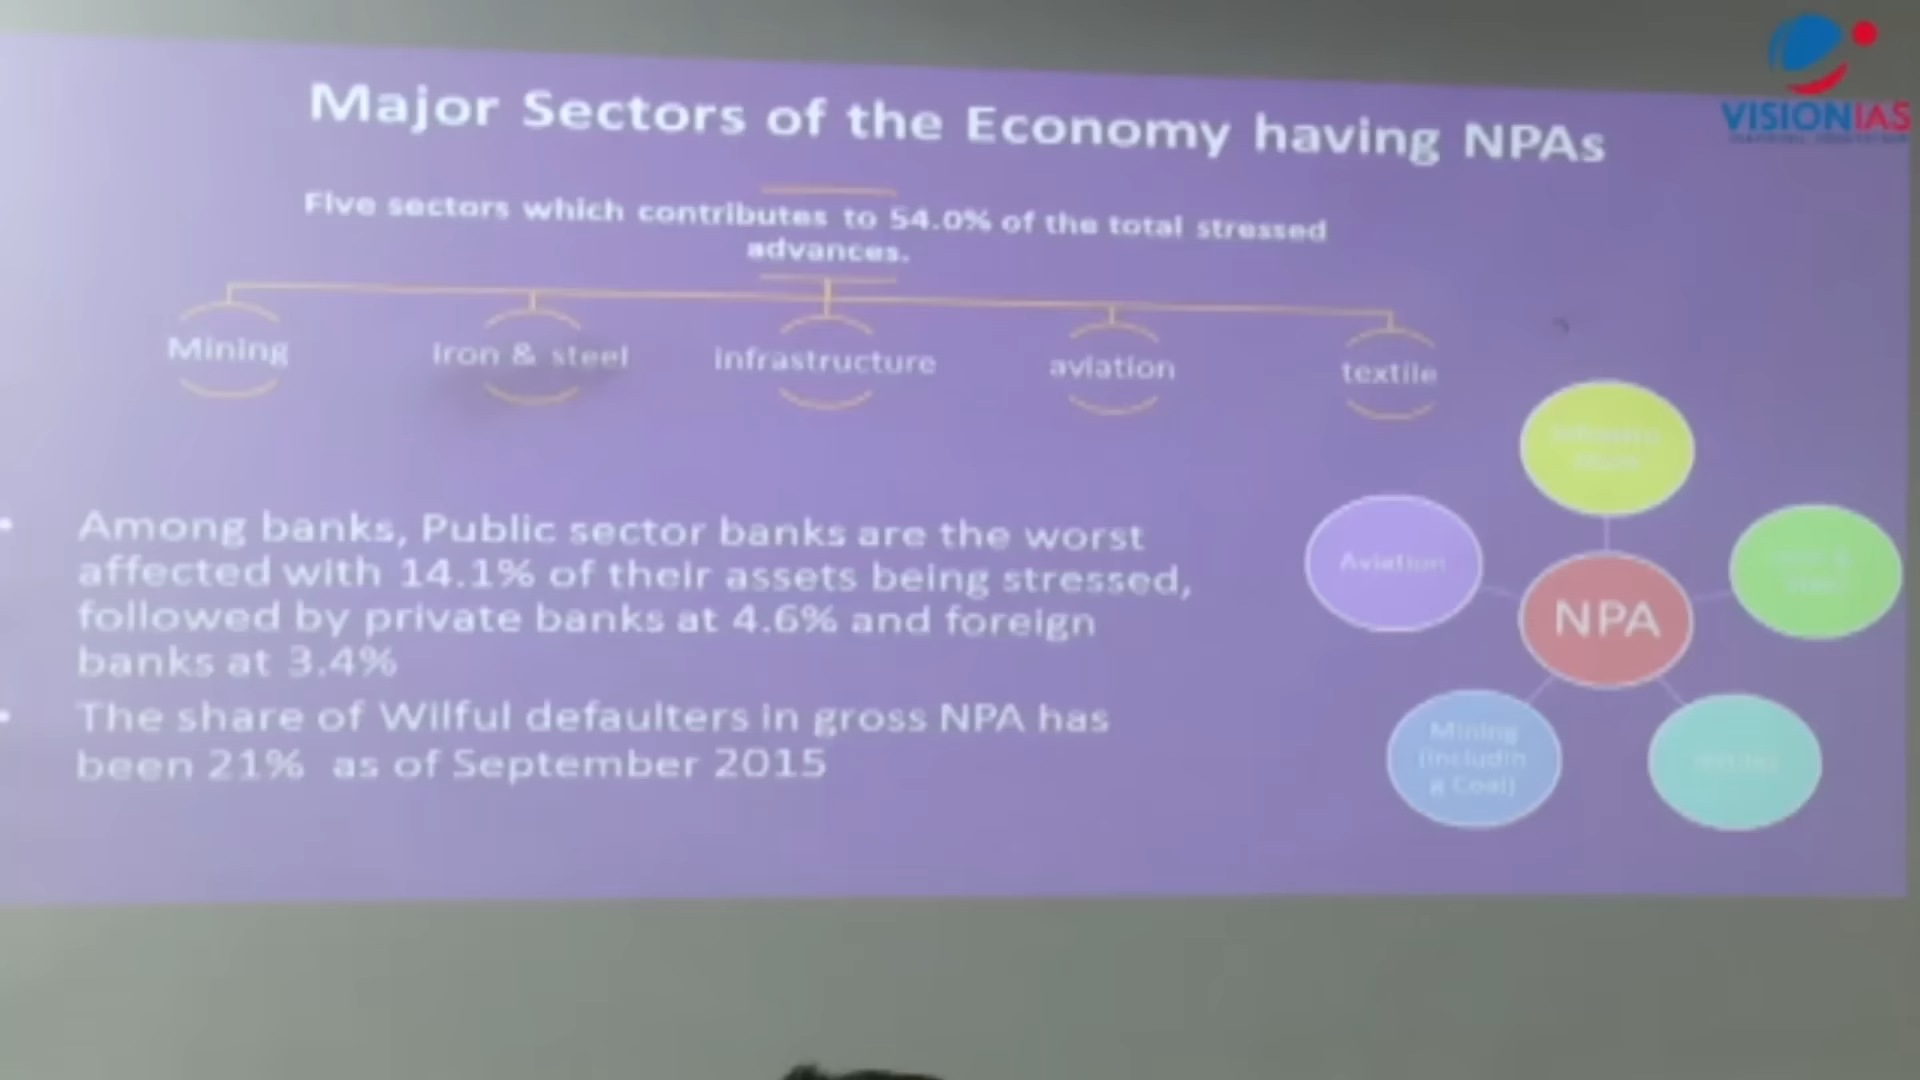 VISIONIAS
Major Sectors of the Economy having NPAs
Five sectors which contributes to 54.0% of the total stressed
advances.
Mining
iron & steel
infrastructure
aviation
textile
• Among banks, Public sector banks are the worst
affected with 14.1% of their assets being stressed,
followed by private banks at 4.6% and foreign
banks at 3.4%
• The share of Wilful defaulters in gross NPA has
been 21% as of September 2015
Aviation
NPA
Mining
(includin
g Coal)